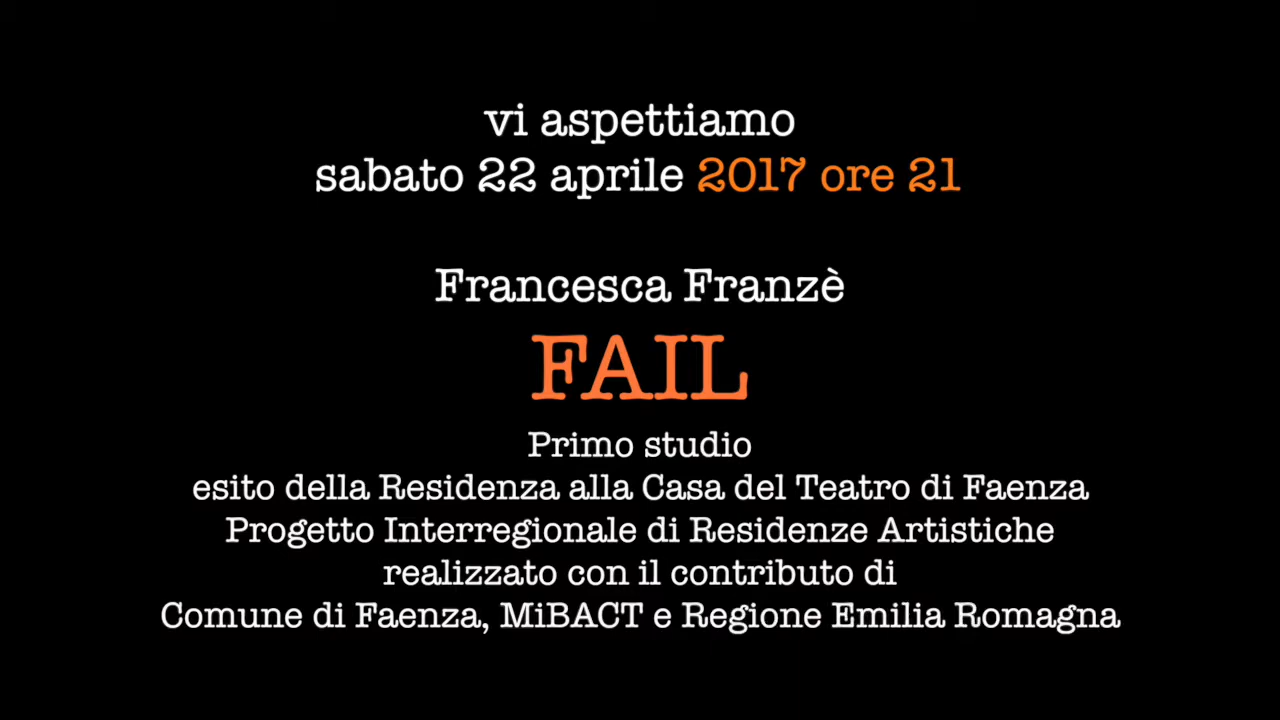 vi aspettiamo
sabato 22 aprile 2017 ore 21
Francesca Franzè
FAIL
Primo studio
esito della Residenza alla Casa del Teatro di Faenza
Progetto Interregionale di Residenze Artistiche
realizzato con il contributo di
Comune di Faenza, MiBACT e Regione Emilia Romagna